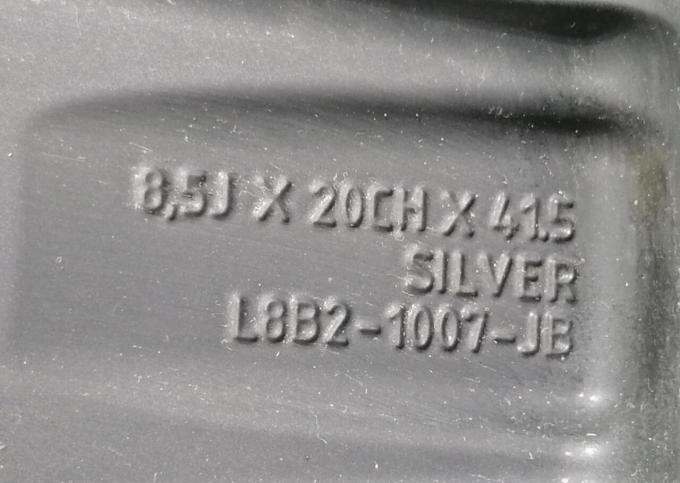 8,5J X 20CH X 41.5
SILVER
L8B2-1007-JB